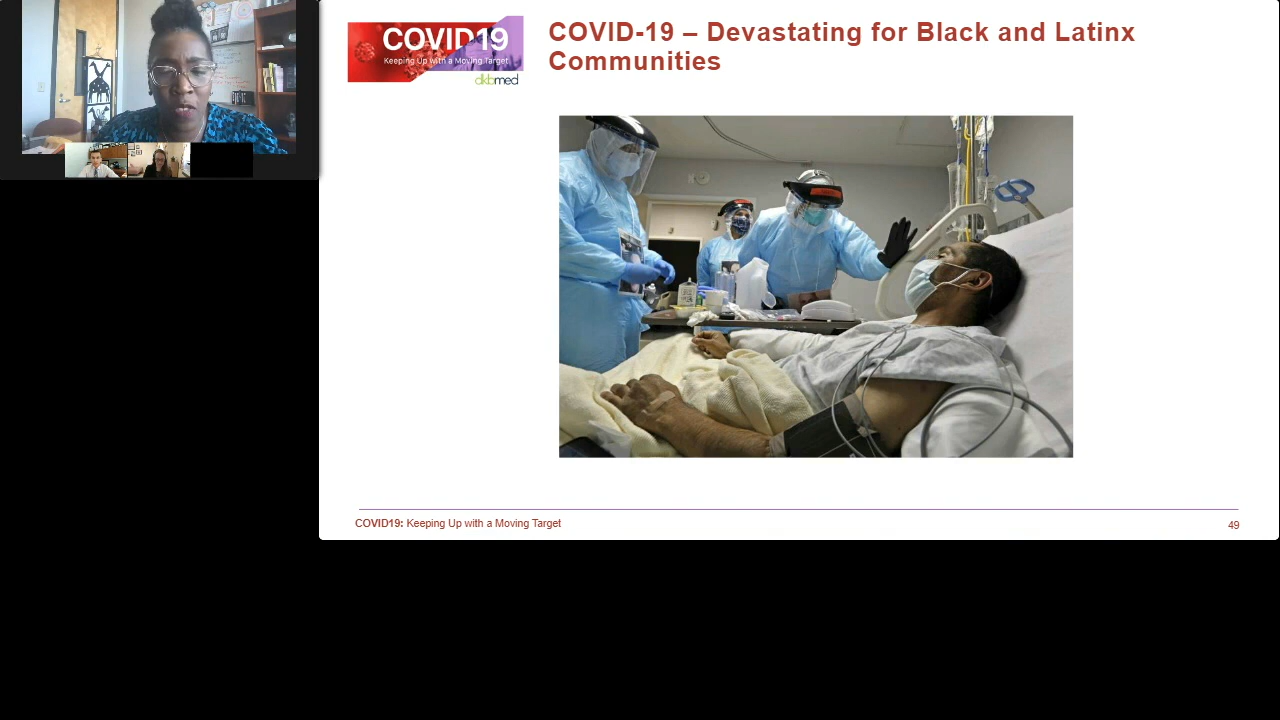 COVID19
Keeping Up with a Moving Target
dkbmed
COVID-19 – Devastating for Black and Latinx
Communities
COVID19: Keeping Up with a Moving Target
49